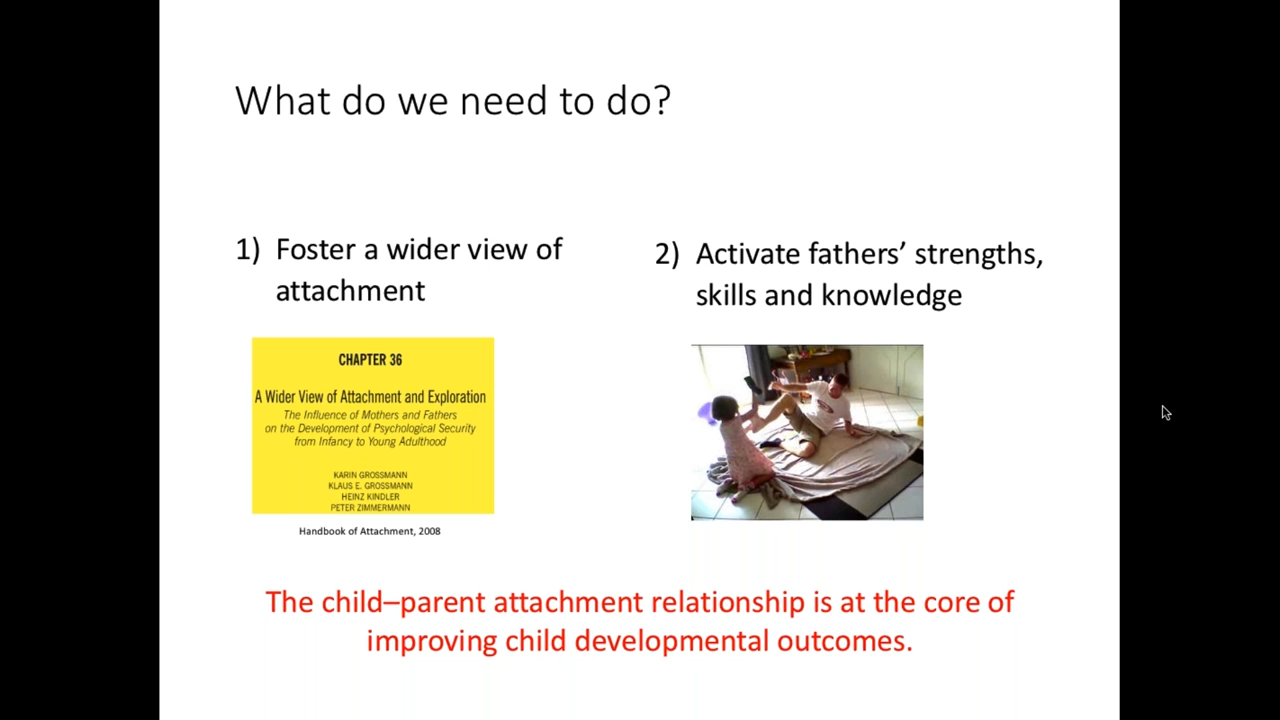 What do we need to do?
1) Foster a wider view of
attachment
CHAPTER 36
A Wider View of Attachment and Exploration
The Influence of Mothers and Fathers
on the Development of Psychological Security
from Infancy to Young Adulthood
KARIN GROSSMANN
KLAUS E. GROSSMANN
HEINZ KINDLER
PETER ZIMMERMANN
Handbook of Attachment, 2008
2) Activate fathers’ strengths,
skills and knowledge
The child–parent attachment relationship is at the core of
improving child developmental outcomes.